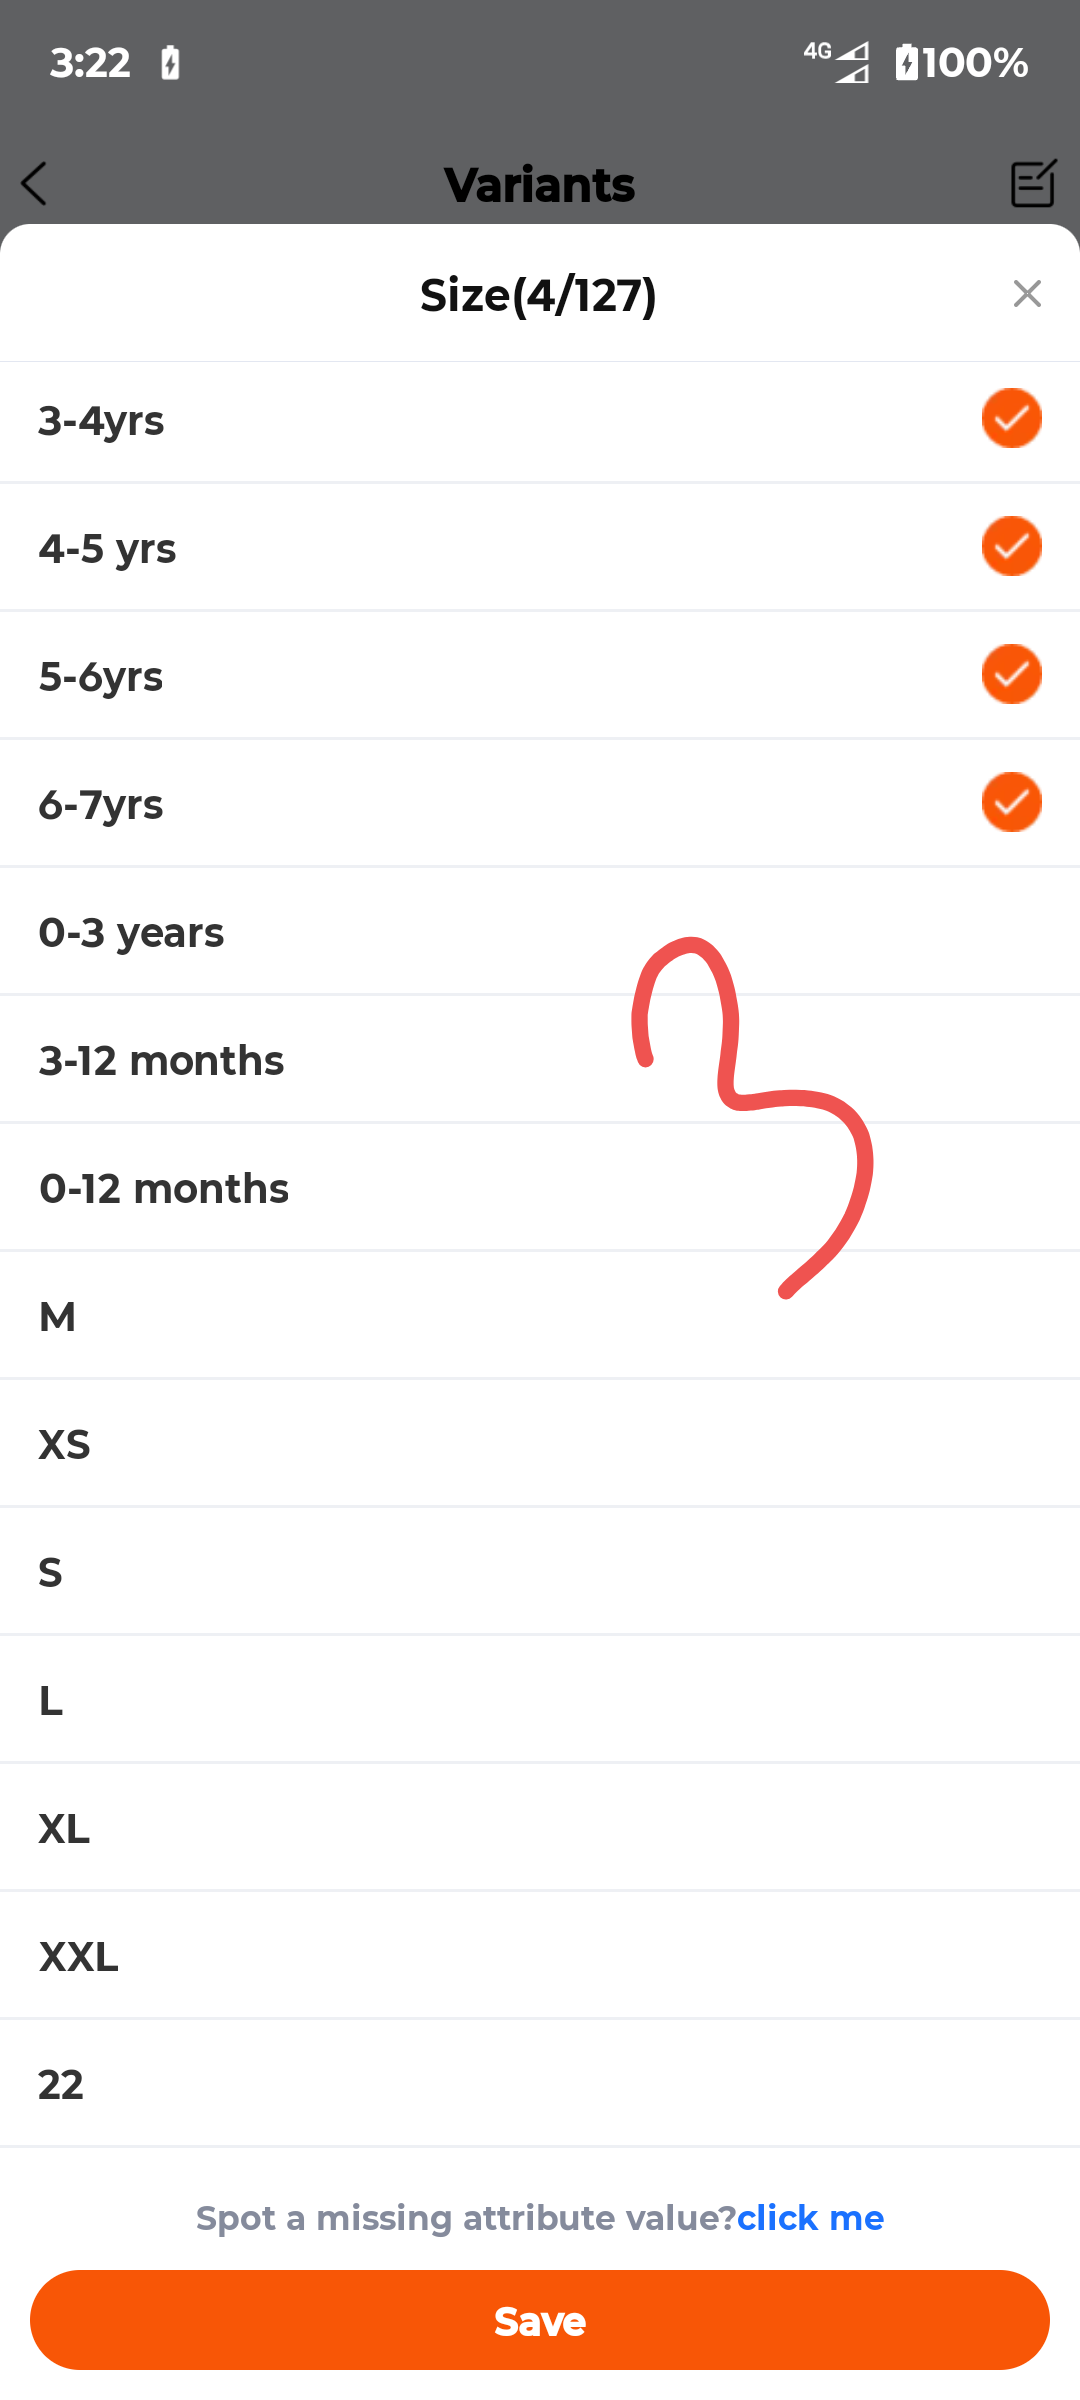 3:22 4G 100%
Variants
Size(4/127)
3-4yrs
4-5 yrs
5-6yrs
6-7yrs
0-3 years
3-12 months
0-12 months
M
XS
S
L
XL
XXL
22
Spot a missing attribute value?click me
Save